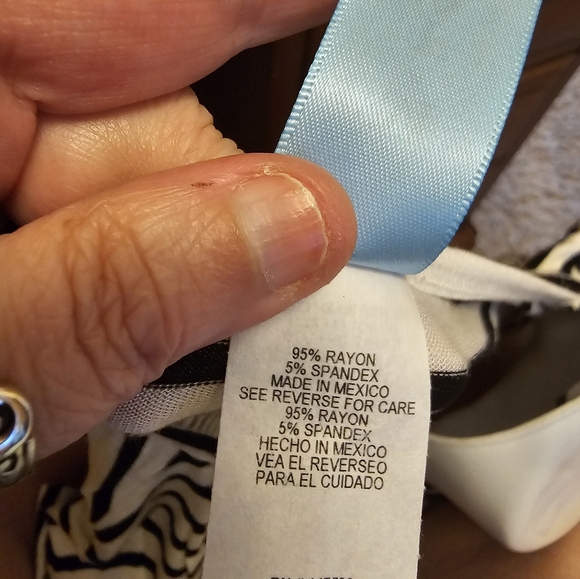 95% RAYON
5% SPANDEX
MADE IN MEXICO
SEE REVERSE FOR CARE
95% RAYON
5% SPANDEX
HECHO IN MEXICO
VEA EL REVERSEO
PARA EL CUIDADO